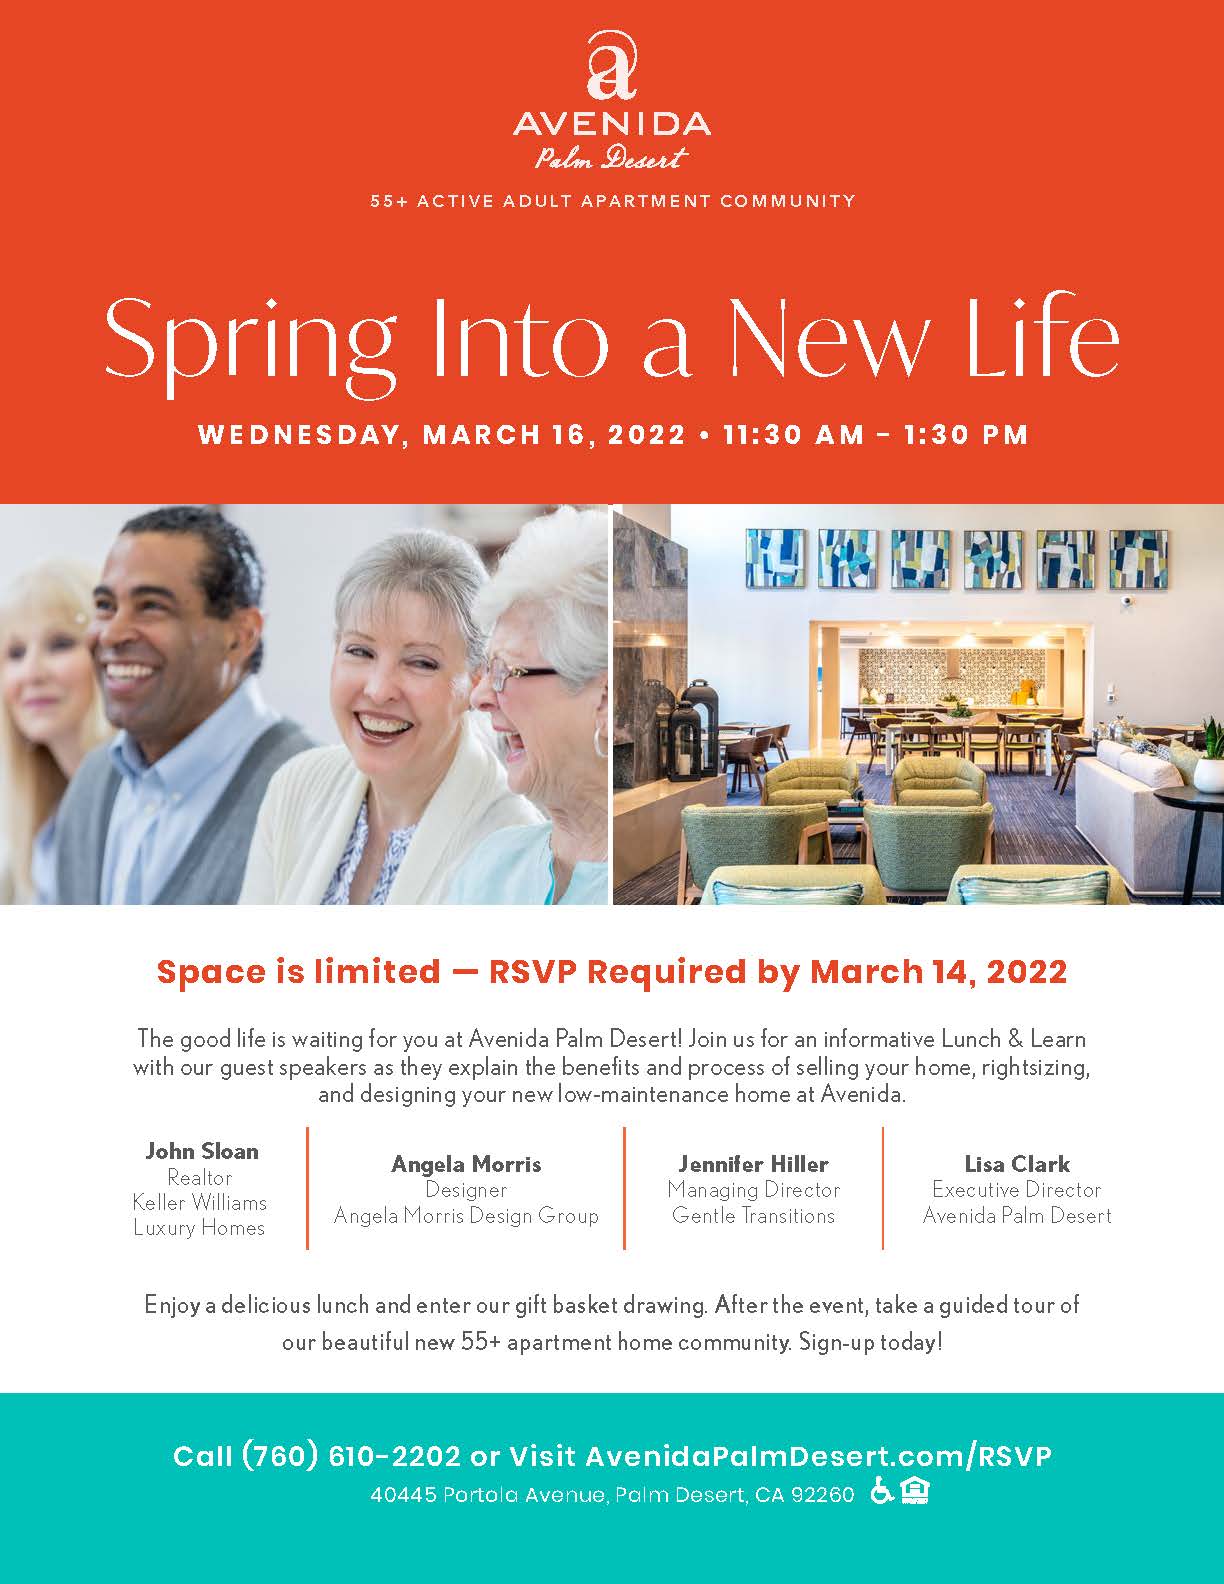 a
AVENIDA
Palm Desert
55+ ACTIVE ADULT APARTMENT COMMUNITY
Spring Into a New Life
WEDNESDAY, MARCH 16, 2022 • 11:30 AM - 1:30 PM
Space is limited — RSVP Required by March 14, 2022
The good life is waiting for you at Avenida Palm Desert! Join us for an informative Lunch & Learn
with our guest speakers as they explain the benefits and process of selling your home, rightsizing,
and designing your new low-maintenance home at Avenida.
John Sloan
Realtor
Keller Williams
Luxury Homes
Angela Morris
Designer
Angela Morris Design Group
Jennifer Hiller
Managing Director
Gentle Transitions
Lisa Clark
Executive Director
Avenida Palm Desert
Enjoy a delicious lunch and enter our gift basket drawing. After the event, take a guided tour of
our beautiful new 55+ apartment home community. Sign-up today!
Call (760) 610-2202 or Visit AvenidaPalmDesert.com/RSVP
40445 Portola Avenue, Palm Desert, CA 92260